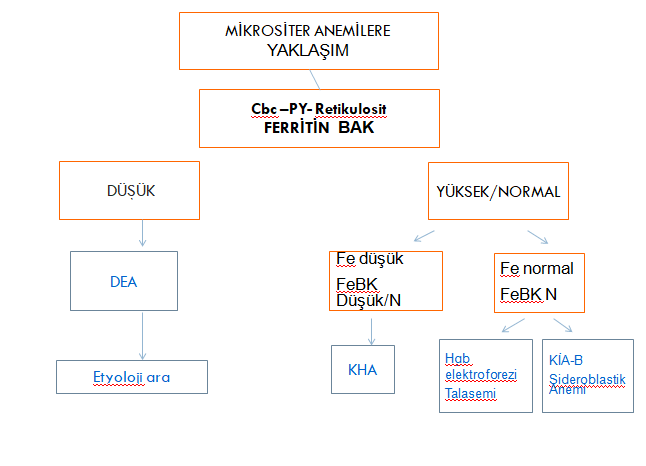 MİKROSİTER ANEMİLERE
YAKLAŞIM
Cbc –PY- Retikulosit
FERRİTİN BAK
DÜŞÜK
YÜKSEK/NORMAL
DEA
Fe düşük
FeBK
Düşük/N
Fe normal
FeBK N
Etyoloji ara
KHA
Hgb
elektroforezi
Talasemi
KİA-B
Sideroblastik
Anemi